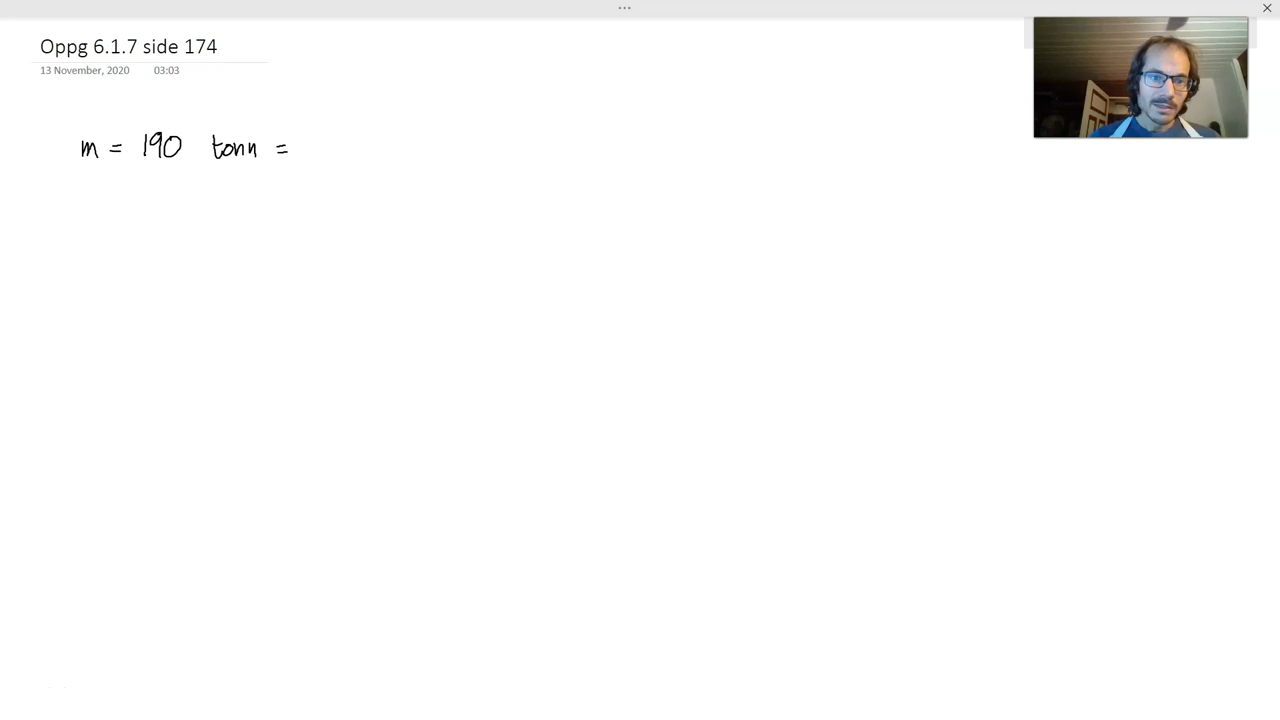 Oppg 6.1.7 side 174
13 November, 2020 03:03
m = 190 tonn =